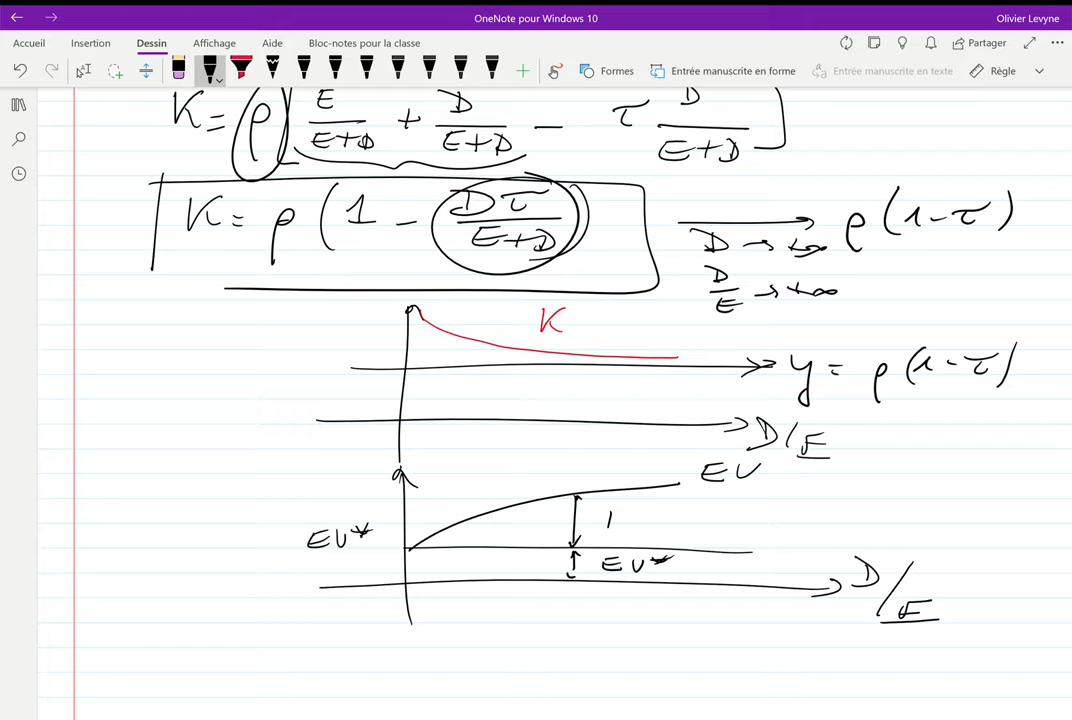 OneNote pour Windows 10
Olivier Levyne
Accueil Insertion Dessin Affichage Aide Bloc-notes pour la classe
Partager
Formes Entrée manuscrite en forme Entrée manuscrite en texte Règle
K = ρ [ E/(E+D) + D/(E+D) − τ D/(E+D) ]
K = ρ ( 1 − Dτ/(E+D) ) → ρ (1−τ)
D → +∞
D/E → +∞
K
y = ρ (1−τ)
D/E
EV
EV*
EV*
D/E